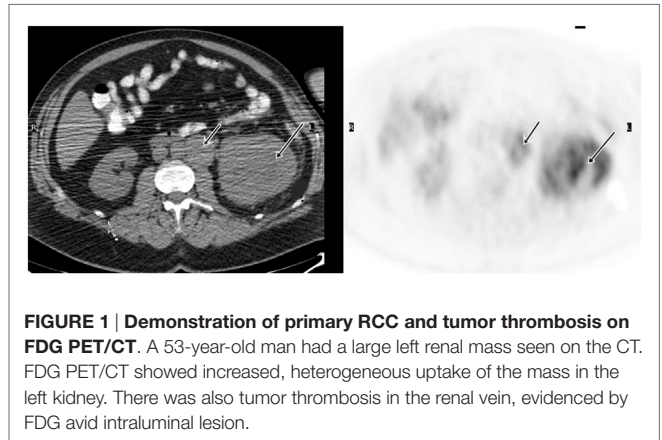 R
L
R
L
FIGURE 1 | Demonstration of primary RCC and tumor thrombosis on
FDG PET/CT. A 53-year-old man had a large left renal mass seen on the CT.
FDG PET/CT showed increased, heterogeneous uptake of the mass in the
left kidney. There was also tumor thrombosis in the renal vein, evidenced by
FDG avid intraluminal lesion.